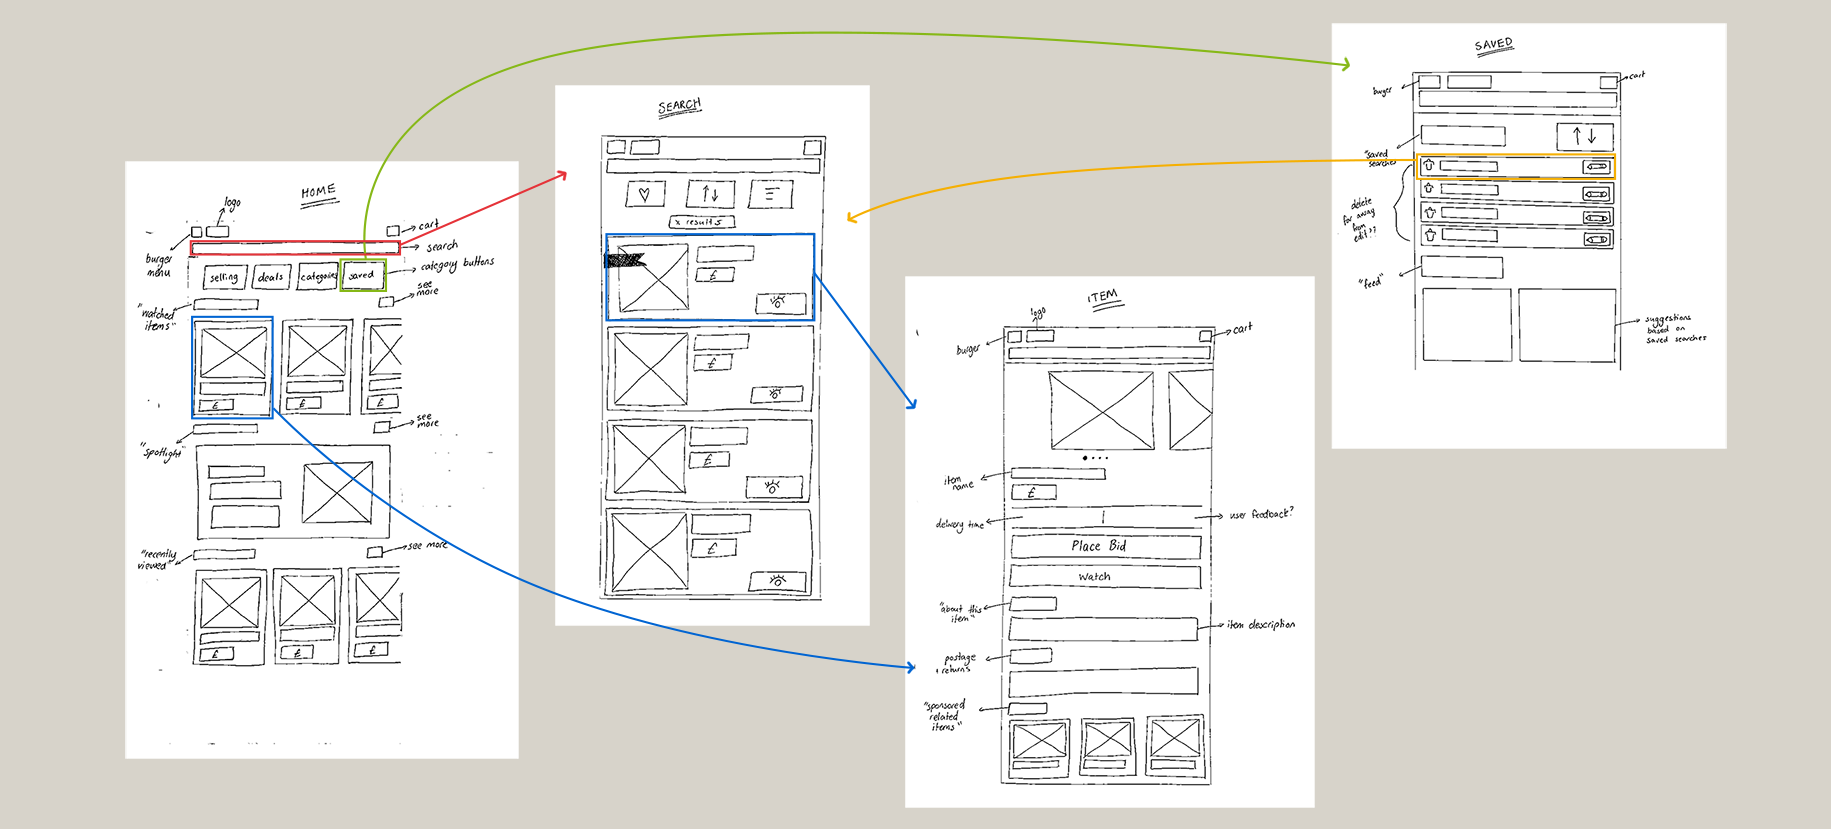 HOME
logo
cart
search
burger
menu
category buttons
selling
deals
categories
saved
see
more
"watched
items"
£
£
£
see
more
"spotlight"
see more
"recently
viewed"
£
£
£
SEARCH
x results
£
£
£
£
ITEM
logo
cart
burger
item
name
£
delivery time
user feedback?
Place Bid
Watch
"about this
item"
item description
postage
+ returns
"sponsored
related
items"
SAVED
cart
burger
"saved
searches"
delete
far away
from
edit??
"feed"
suggestions
based on
saved searches